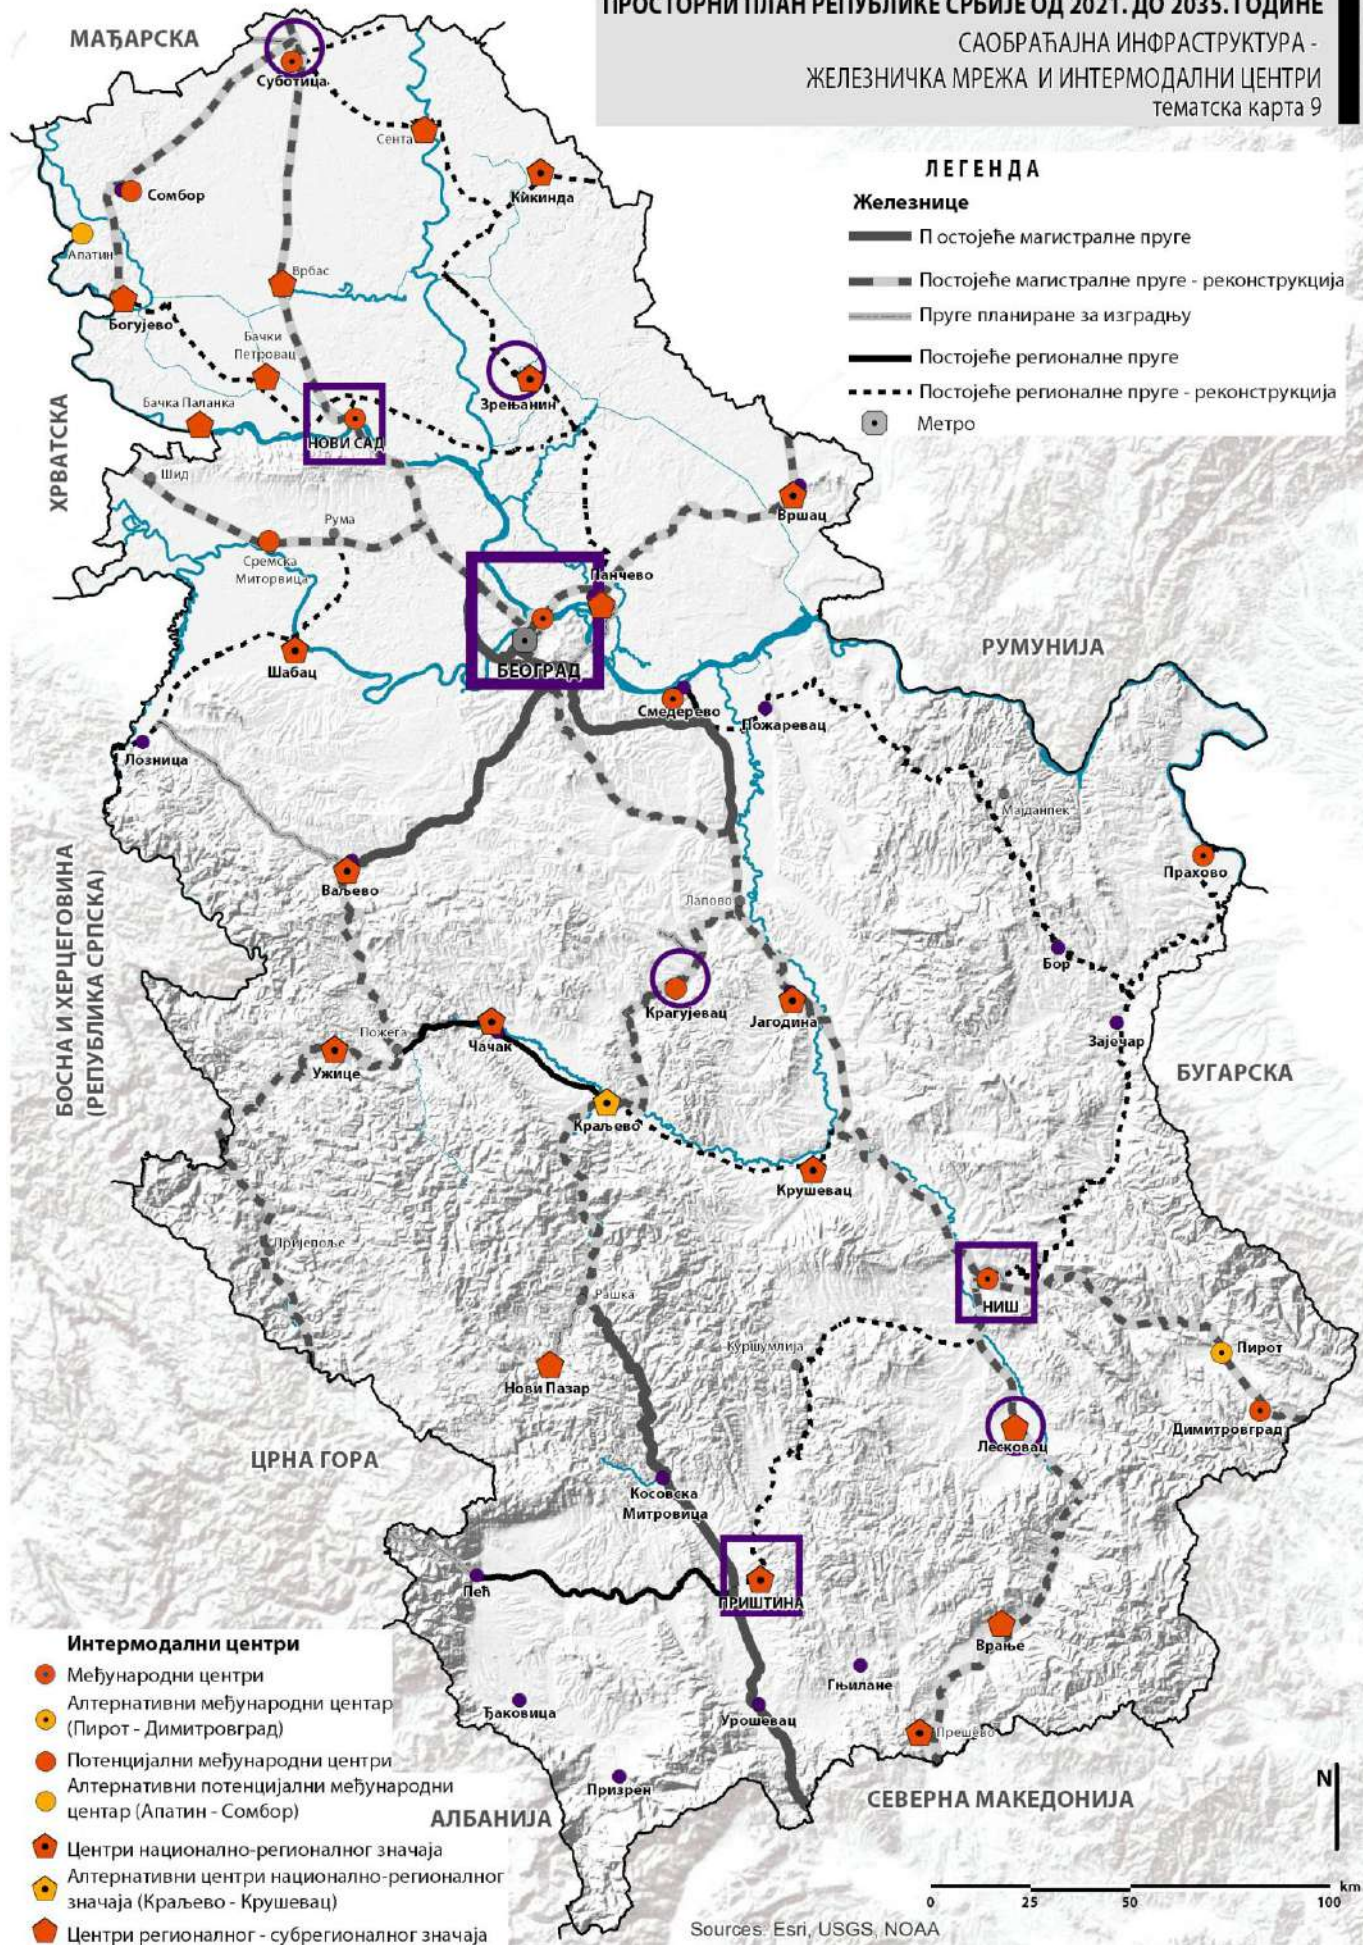 ПРОСТОРНИ ПЛАН РЕПУБЛИКЕ СРБИЈЕ ОД 2021. ДО 2035. ГОДИНЕ
САОБРАЋАЈНА ИНФРАСТРУКТУРА -
ЖЕЛЕЗНИЧКА МРЕЖА И ИНТЕРМОДАЛНИ ЦЕНТРИ
тематска карта 9
ЛЕГЕНДА
Железнице
П остојеће магистралне пруге
Постојеће магистралне пруге - реконструкција
Пруге планиране за изградњу
Постојеће регионалне пруге
Постојеће регионалне пруге - реконструкција
Метро
МАЂАРСКА
Суботица
Сента
Кикинда
Сомбор
Апатин
Врбас
Богујево
Бачки
Петровац
Зрењанин
Бачка Паланка
НОВИ САД
ХРВАТСКА
Шид
Рума
Вршац
Сремска
Миторвица
Панчево
РУМУНИЈА
Шабац
БЕОГРАД
Смедерево
Пожаревац
Лозница
Мајданпек
БОСНА И ХЕРЦЕГОВИНА
(РЕПУБЛИКА СРПСКА)
Прахово
Ваљево
Лапово
Бор
Крагујевац
Јагодина
Пожега
Чачак
Зајечар
Ужице
БУГАРСКА
Краљево
Крушевац
Пријепоље
Рашка
НИШ
Куршумлија
Пирот
Нови Пазар
Димитровград
Лесковац
ЦРНА ГОРА
Косовска
Митровица
Пећ
ПРИШТИНА
Врање
Гњилане
Ђаковица
Урошевац
Прешево
Призрен
СЕВЕРНА МАКЕДОНИЈА
АЛБАНИЈА
Интермодални центри
Међународни центри
Алтернативни међународни центар
(Пирот - Димитровград)
Потенцијални међународни центри
Алтернативни потенцијални међународни
центар (Апатин - Сомбор)
Центри национално-регионалног значаја
Алтернативни центри национално-регионалног
значаја (Краљево - Крушевац)
Центри регионалног - субрегионалног значаја
N
km
0 25 50 100
Sources: Esri, USGS, NOAA